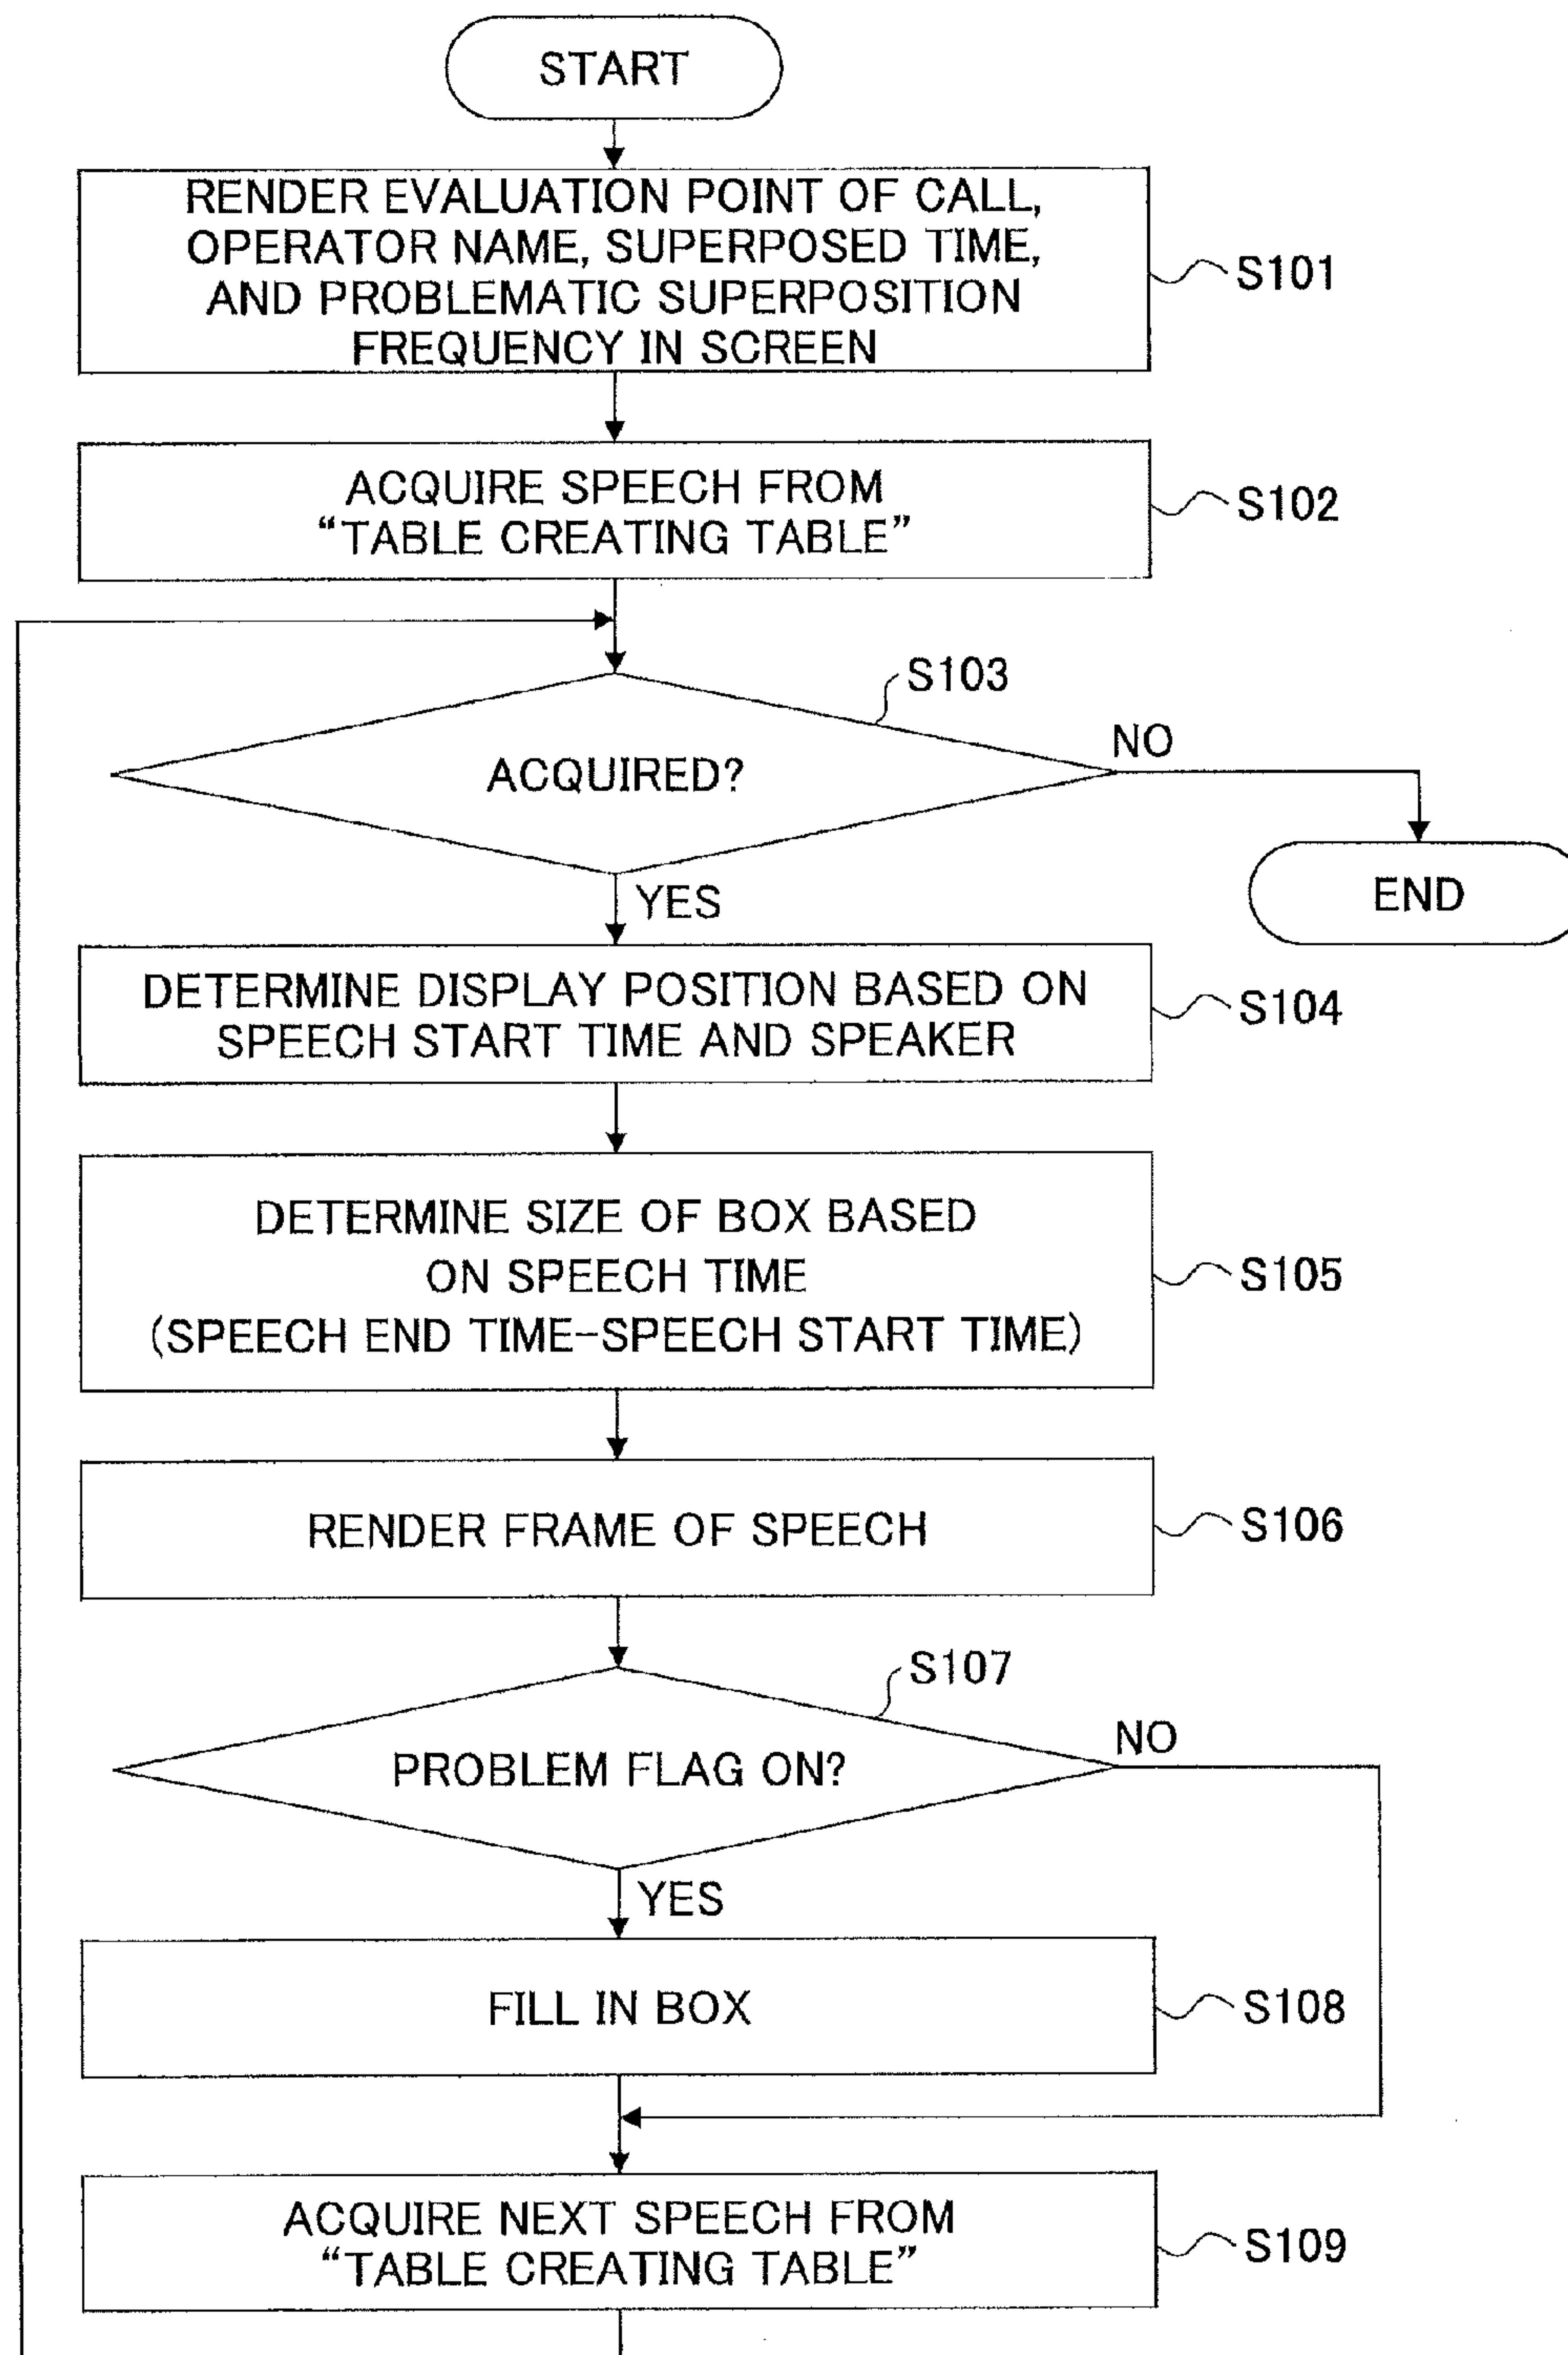 START
RENDER EVALUATION POINT OF CALL,
OPERATOR NAME, SUPERPOSED TIME,
AND PROBLEMATIC SUPERPOSITION
FREQUENCY IN SCREEN
S101
ACQUIRE SPEECH FROM
“TABLE CREATING TABLE”
S102
S103
ACQUIRED?
NO
END
YES
DETERMINE DISPLAY POSITION BASED ON
SPEECH START TIME AND SPEAKER
S104
DETERMINE SIZE OF BOX BASED
ON SPEECH TIME
(SPEECH END TIME-SPEECH START TIME)
S105
RENDER FRAME OF SPEECH
S106
S107
PROBLEM FLAG ON?
NO
YES
FILL IN BOX
S108
ACQUIRE NEXT SPEECH FROM
“TABLE CREATING TABLE”
S109